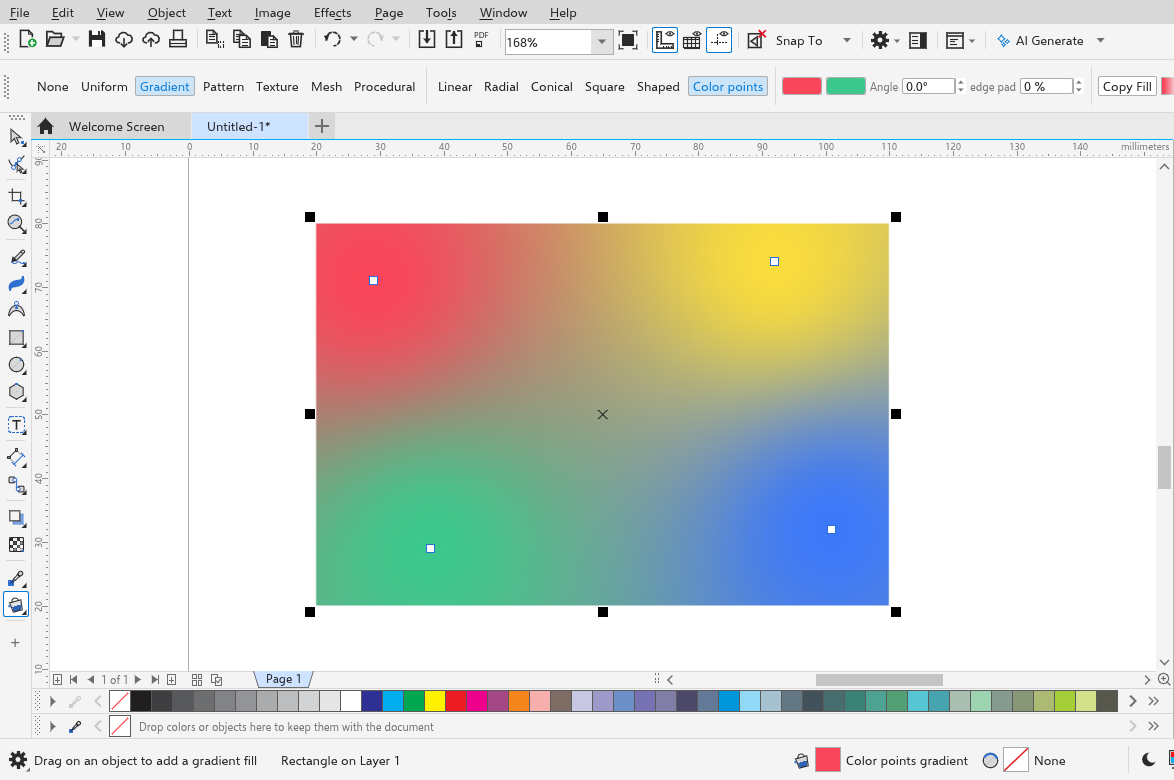 File Edit View Object Text Image Effects Page Tools Window Help
PDF 168% Snap To AI Generate
None Uniform Gradient Pattern Texture Mesh Procedural Linear Radial Conical Square Shaped Color points Angle 0.0° edge pad 0 % Copy Fill
Welcome Screen Untitled-1*
20 10 0 20 30 40 50 60 70 80 90 100 110 120 130 140 millimeters
90
80
70
60
50
40
30
20
10
1 of 1 Page 1
Drop colors or objects here to keep them with the document
Drag on an object to add a gradient fill Rectangle on Layer 1 Color points gradient None